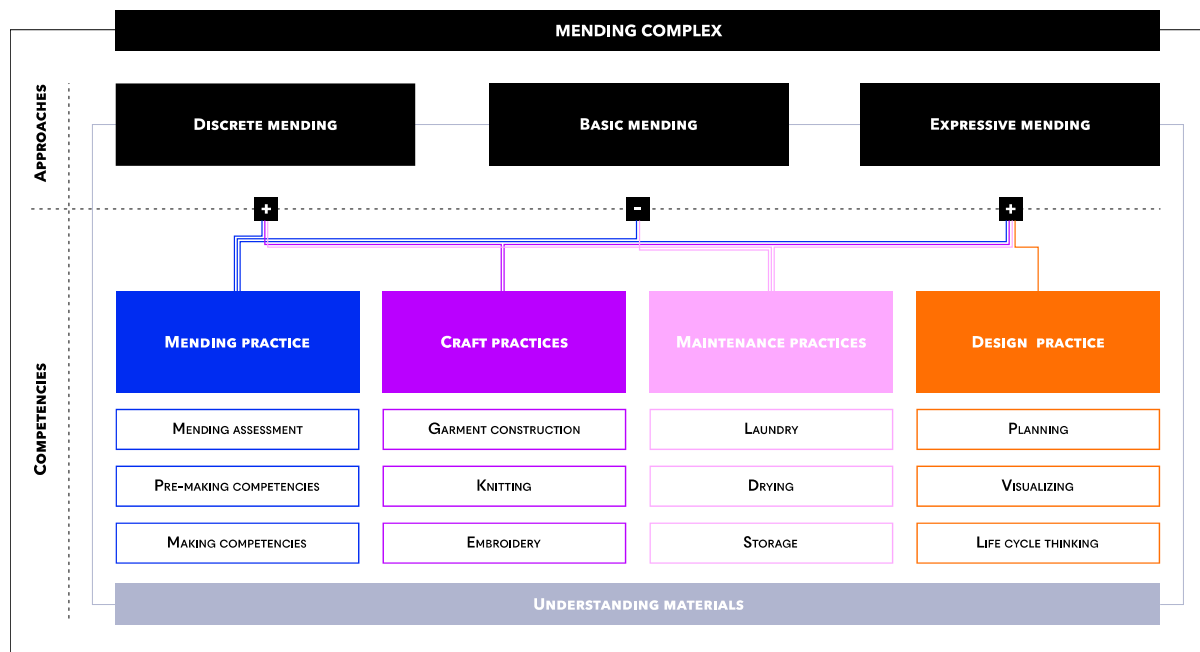 MENDING COMPLEX
APPROACHES
DISCRETE MENDING
BASIC MENDING
EXPRESSIVE MENDING
+
-
+
COMPETENCIES
MENDING PRACTICE
CRAFT PRACTICES
MAINTENANCE PRACTICES
DESIGN PRACTICE
MENDING ASSESSMENT
GARMENT CONSTRUCTION
LAUNDRY
PLANNING
PRE-MAKING COMPETENCIES
KNITTING
DRYING
VISUALIZING
MAKING COMPETENCIES
EMBROIDERY
STORAGE
LIFE CYCLE THINKING
UNDERSTANDING MATERIALS